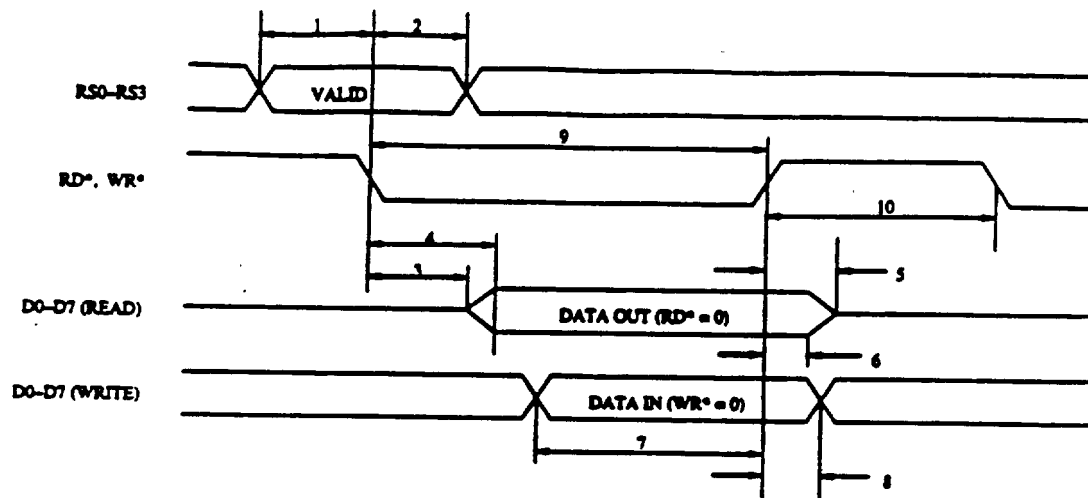 1 2
RS0–RS3 VALID
9
RD*, WR*
10
4
3 5
D0–D7 (READ) DATA OUT (RD* = 0)
6
D0–D7 (WRITE) DATA IN (WR* = 0)
7
8